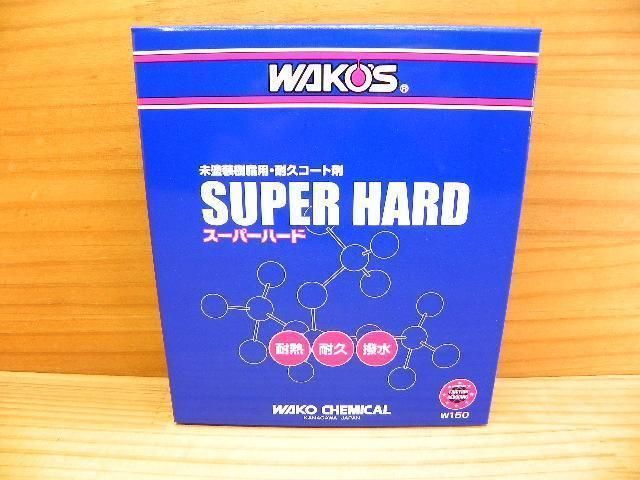 WAKO'S®
未塗装樹脂用・耐久コート剤
SUPER HARD
スーパーハード
耐熱 耐久 撥水
WAKO CHEMICAL
KANAGAWA JAPAN
W150